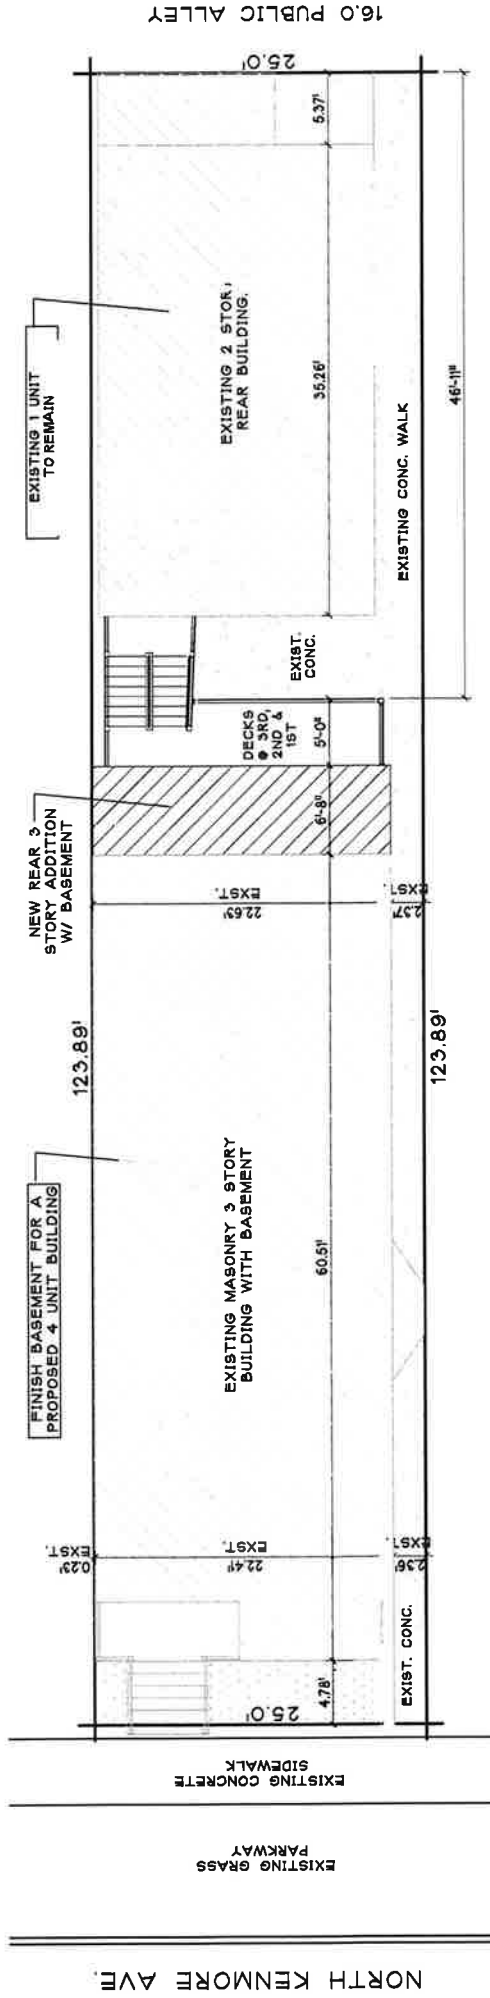 16.0 PUBLIC ALLEY
25.0'
5.37'
EXISTING 1 UNIT
TO REMAIN
EXISTING 2 STOR
REAR BUILDING.
35.26'
46'-11"
EXISTING CONC. WALK
EXIST.
CONC.
DECKS
@ 3RD,
2ND &
1ST
5'-0"
6'-8"
NEW REAR 3
STORY ADDITION
W/ BASEMENT
22.63'
EXST.
2.37'
EXST.
123.89'
123.89'
FINISH BASEMENT FOR A
PROPOSED 4 UNIT BUILDING
EXISTING MASONRY 3 STORY
BUILDING WITH BASEMENT
60.51'
0.23'
EXST.
22.41'
EXST.
2.36'
EXST.
EXIST. CONC.
4.78'
25.0'
EXISTING CONCRETE
SIDEWALK
EXISTING GRASS
PARKWAY
NORTH KENMORE AVE.